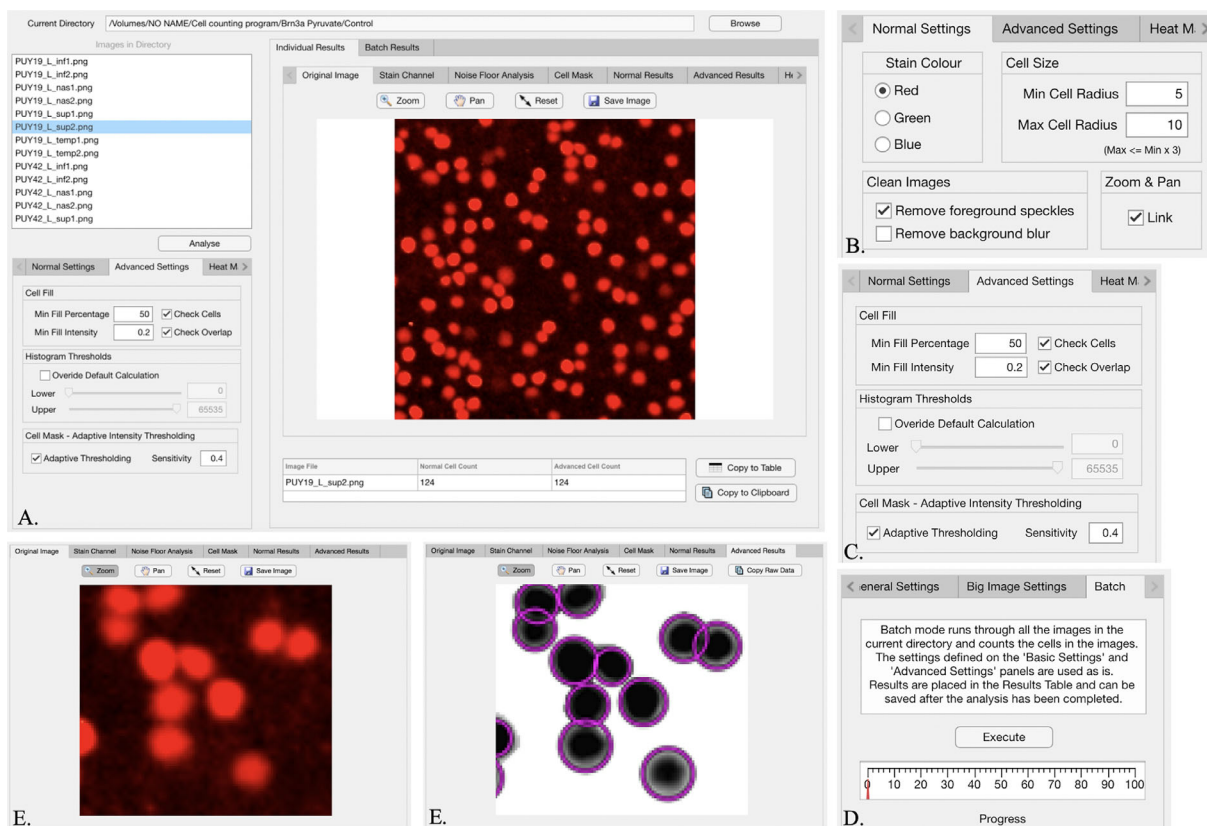 Current Directory /Volumes/NO NAME/Cell counting program/Brn3a Pyruvate/Control Browse
Images in Directory
PUY19_L_inf1.png
PUY19_L_inf2.png
PUY19_L_nas1.png
PUY19_L_nas2.png
PUY19_L_sup1.png
PUY19_L_sup2.png
PUY19_L_temp1.png
PUY19_L_temp2.png
PUY42_L_inf1.png
PUY42_L_inf2.png
PUY42_L_nas1.png
PUY42_L_nas2.png
PUY42_L_sup1.png
Analyse
Normal Settings Advanced Settings Heat M
Cell Fill
Min Fill Percentage 50 Check Cells
Min Fill Intensity 0.2 Check Overlap
Histogram Thresholds
Overide Default Calculation
Lower 0
Upper 65535
Cell Mask - Adaptive Intensity Thresholding
Adaptive Thresholding Sensitivity 0.4
A.
Individual Results Batch Results
Original Image Stain Channel Noise Floor Analysis Cell Mask Normal Results Advanced Results He
Zoom Pan Reset Save Image
Image File Normal Cell Count Advanced Cell Count
PUY19_L_sup2.png 124 124
Copy to Table
Copy to Clipboard
Normal Settings Advanced Settings Heat M
Stain Colour
Red
Green
Blue
Cell Size
Min Cell Radius 5
Max Cell Radius 10
(Max <= Min x 3)
Clean Images
Remove foreground speckles
Remove background blur
Zoom & Pan
Link
B.
Normal Settings Advanced Settings Heat M
Cell Fill
Min Fill Percentage 50 Check Cells
Min Fill Intensity 0.2 Check Overlap
Histogram Thresholds
Overide Default Calculation
Lower 0
Upper 65535
Cell Mask - Adaptive Intensity Thresholding
Adaptive Thresholding Sensitivity 0.4
C.
Original Image Stain Channel Noise Floor Analysis Cell Mask Normal Results Advanced Results
Zoom Pan Reset Save Image
E.
Original Image Stain Channel Noise Floor Analysis Cell Mask Normal Results Advanced Results
Zoom Pan Reset Save Image Copy Raw Data
E.
eneral Settings Big Image Settings Batch
Batch mode runs through all the images in the
current directory and counts the cells in the images.
The settings defined on the 'Basic Settings' and
'Advanced Settings' panels are used as is.
Results are placed in the Results Table and can be
saved after the analysis has been completed.
Execute
0 10 20 30 40 50 60 70 80 90 100
Progress
D.